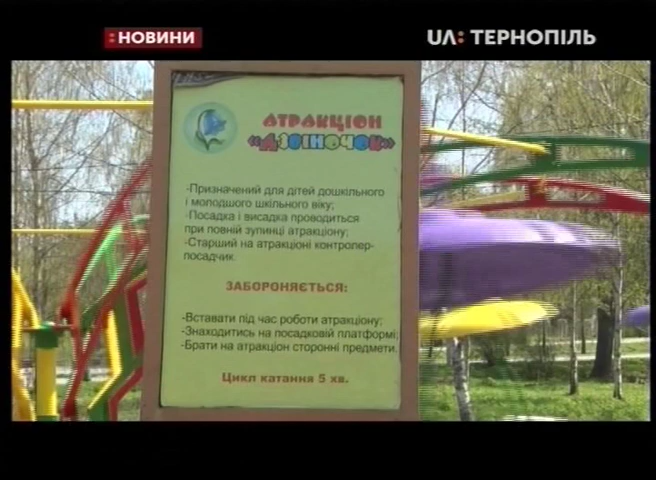 :НОВИНИ
UA: ТЕРНОПІЛЬ
АТРАКЦІОН
«ДЗВІНОЧОК»
-Призначений для дітей дошкільного
і молодшого шкільного віку;
-Посадка і висадка проводиться
при повній зупинці атракціону;
-Старший на атракціоні контролер-
посадчик.
ЗАБОРОНЯЄТЬСЯ:
-Вставати під час роботи атракціону;
-Знаходитись на посадковій платформі;
-Брати на атракціон сторонні предмети.
Цикл катання 5 хв.